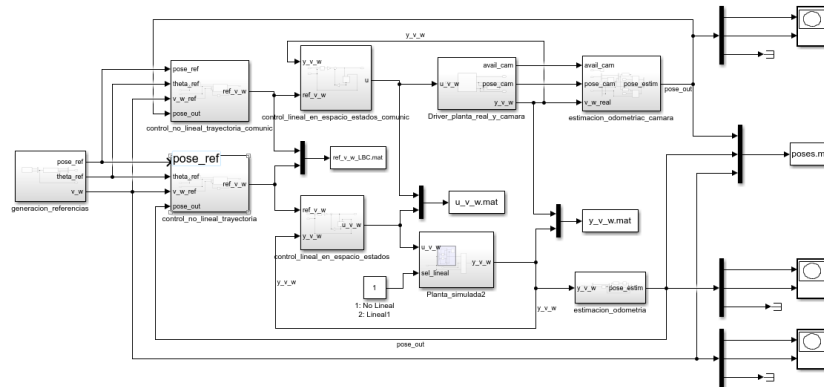 y_v_w
pose_ref
theta_ref
v_w_ref
pose_out
ref_v_w
control_no_lineal_trayectoria_comunic
y_v_w
ref_v_w
u
control_lineal_en_espacio_estados_comunic
u_v_w
avail_cam
pose_cam
y_v_w
Driver_planta_real_y_camara
avail_cam
pose_cam
v_w_real
pose_estim
estimacion_odometriac_camara
pose_out
ref_v_w_LBC.mat
poses.m
pose_ref
theta_ref
v_w
generacion_referencias
pose_ref
theta_ref
v_w_ref
pose_out
ref_v_w
control_no_lineal_trayectoria
ref_v_w
y_v_w
u_v_w
control_lineal_en_espacio_estados
u_v_w.mat
y_v_w.mat
u_v_w
sel_lineal
y_v_w
Planta_simulada2
y_v_w
1
1: No Lineal
2: Lineal1
y_v_w
y_v_w
pose_estim
estimacion_odometria
pose_out